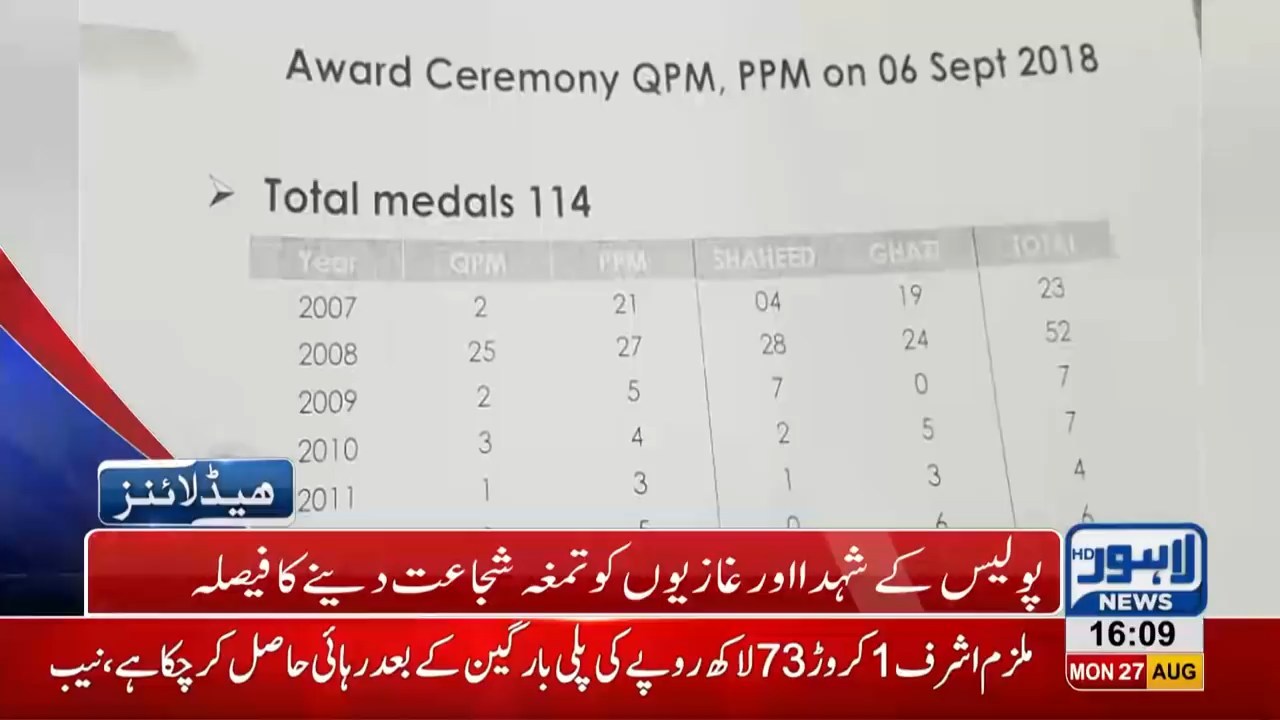 Award Ceremony QPM, PPM on 06 Sept 2018
➢ Total medals 114
Year QPM PPM SHAHEED GHAZI TOTAL
2007 2 21 04 19 23
2008 25 27 28 24 52
2009 2 5 7 0 7
2010 3 4 2 5 7
2011 1 3 1 3 4
ھیڈلائنز
پولیس کے شہدا اور غازیوں کو تمغہ شجاعت دینے کا فیصلہ
HD لاہور
NEWS
16:09
MON 27 AUG
ملزم اشرف 1 کروڑ 73 لاکھ روپے کی پلی بارگین کے بعد رہائی حاصل کر چکا ہے، نیب